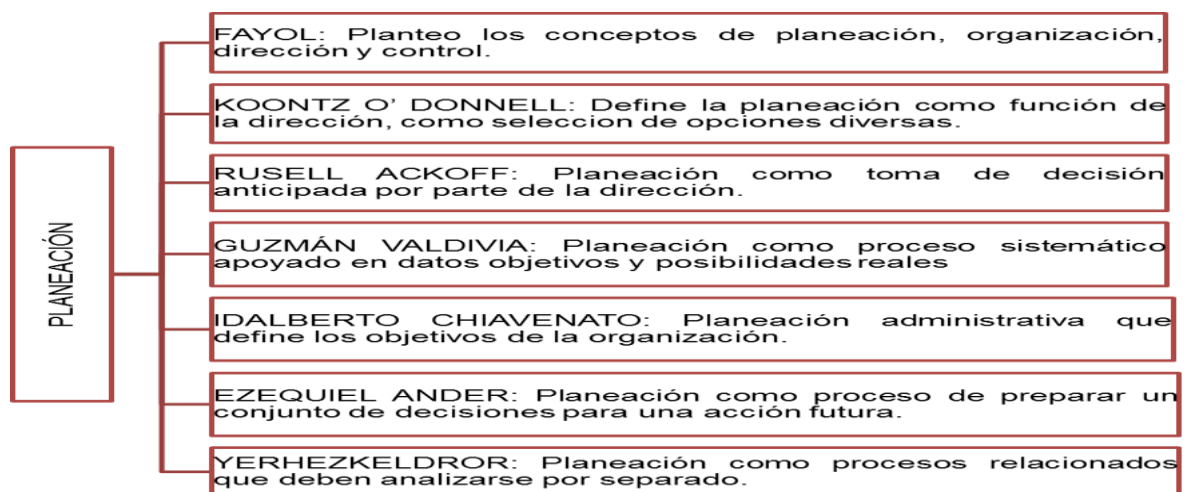 PLANEACIÓN
FAYOL: Planteo los conceptos de planeación, organización,
dirección y control.
KOONTZ O’ DONNELL: Define la planeación como función de
la dirección, como seleccion de opciones diversas.
RUSELL ACKOFF: Planeación como toma de decisión
anticipada por parte de la dirección.
GUZMÁN VALDIVIA: Planeación como proceso sistemático
apoyado en datos objetivos y posibilidades reales
IDALBERTO CHIAVENATO: Planeación administrativa que
define los objetivos de la organización.
EZEQUIEL ANDER: Planeación como proceso de preparar un
conjunto de decisiones para una acción futura.
YERHEZKELDROR: Planeación como procesos relacionados
que deben analizarse por separado.